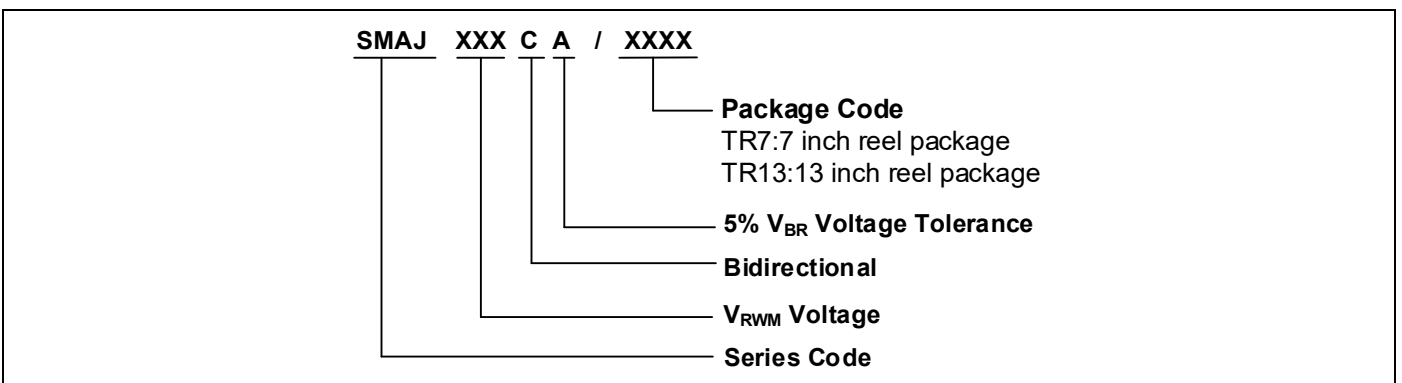 SMAJ XXX C A / XXXX
Package Code
TR7:7 inch reel package
TR13:13 inch reel package
5% VBR Voltage Tolerance
Bidirectional
VRWM Voltage
Series Code